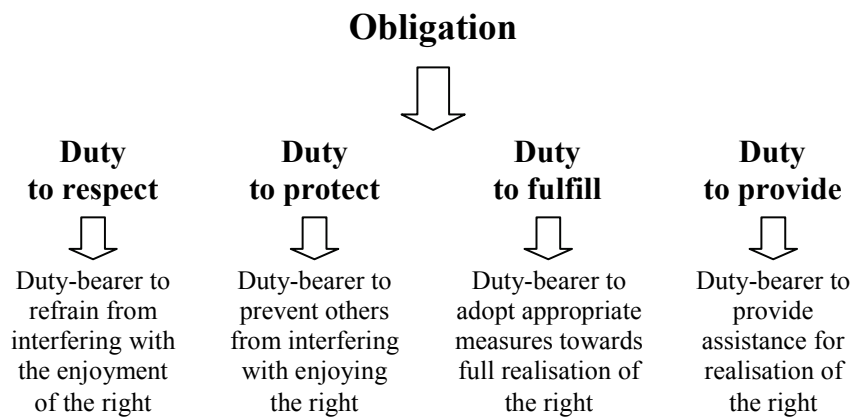 Obligation
Duty
to respect
Duty
to protect
Duty
to fulfill
Duty
to provide
Duty-bearer to
refrain from
interfering with
the enjoyment
of the right
Duty-bearer to
prevent others
from interfering
with enjoying
the right
Duty-bearer to
adopt appropriate
measures towards
full realisation of
the right
Duty-bearer to
provide
assistance for
realisation of
the right